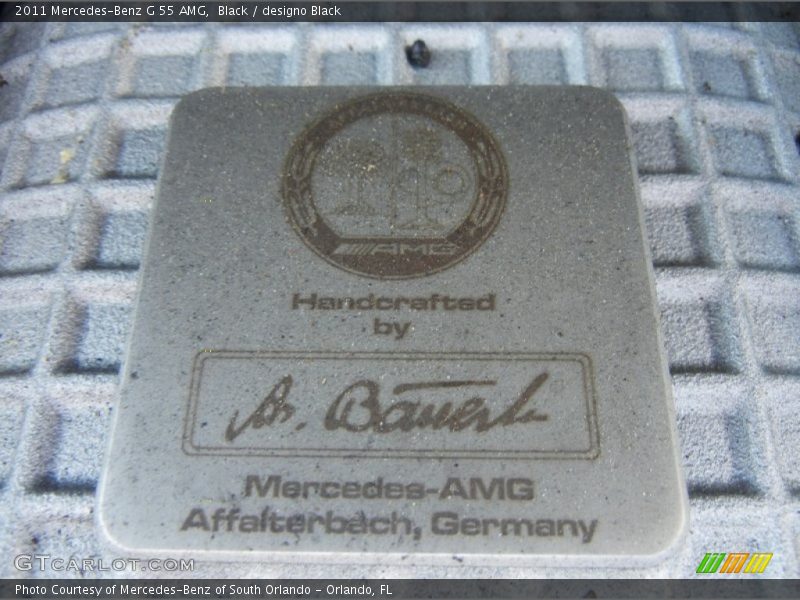 2011 Mercedes-Benz G 55 AMG,  Black / designo Black
AMG
Handcrafted
by
Mercedes-AMG
Affalterbach, Germany
GTCARLOT.COM
Photo Courtesy of Mercedes-Benz of South Orlando - Orlando, FL